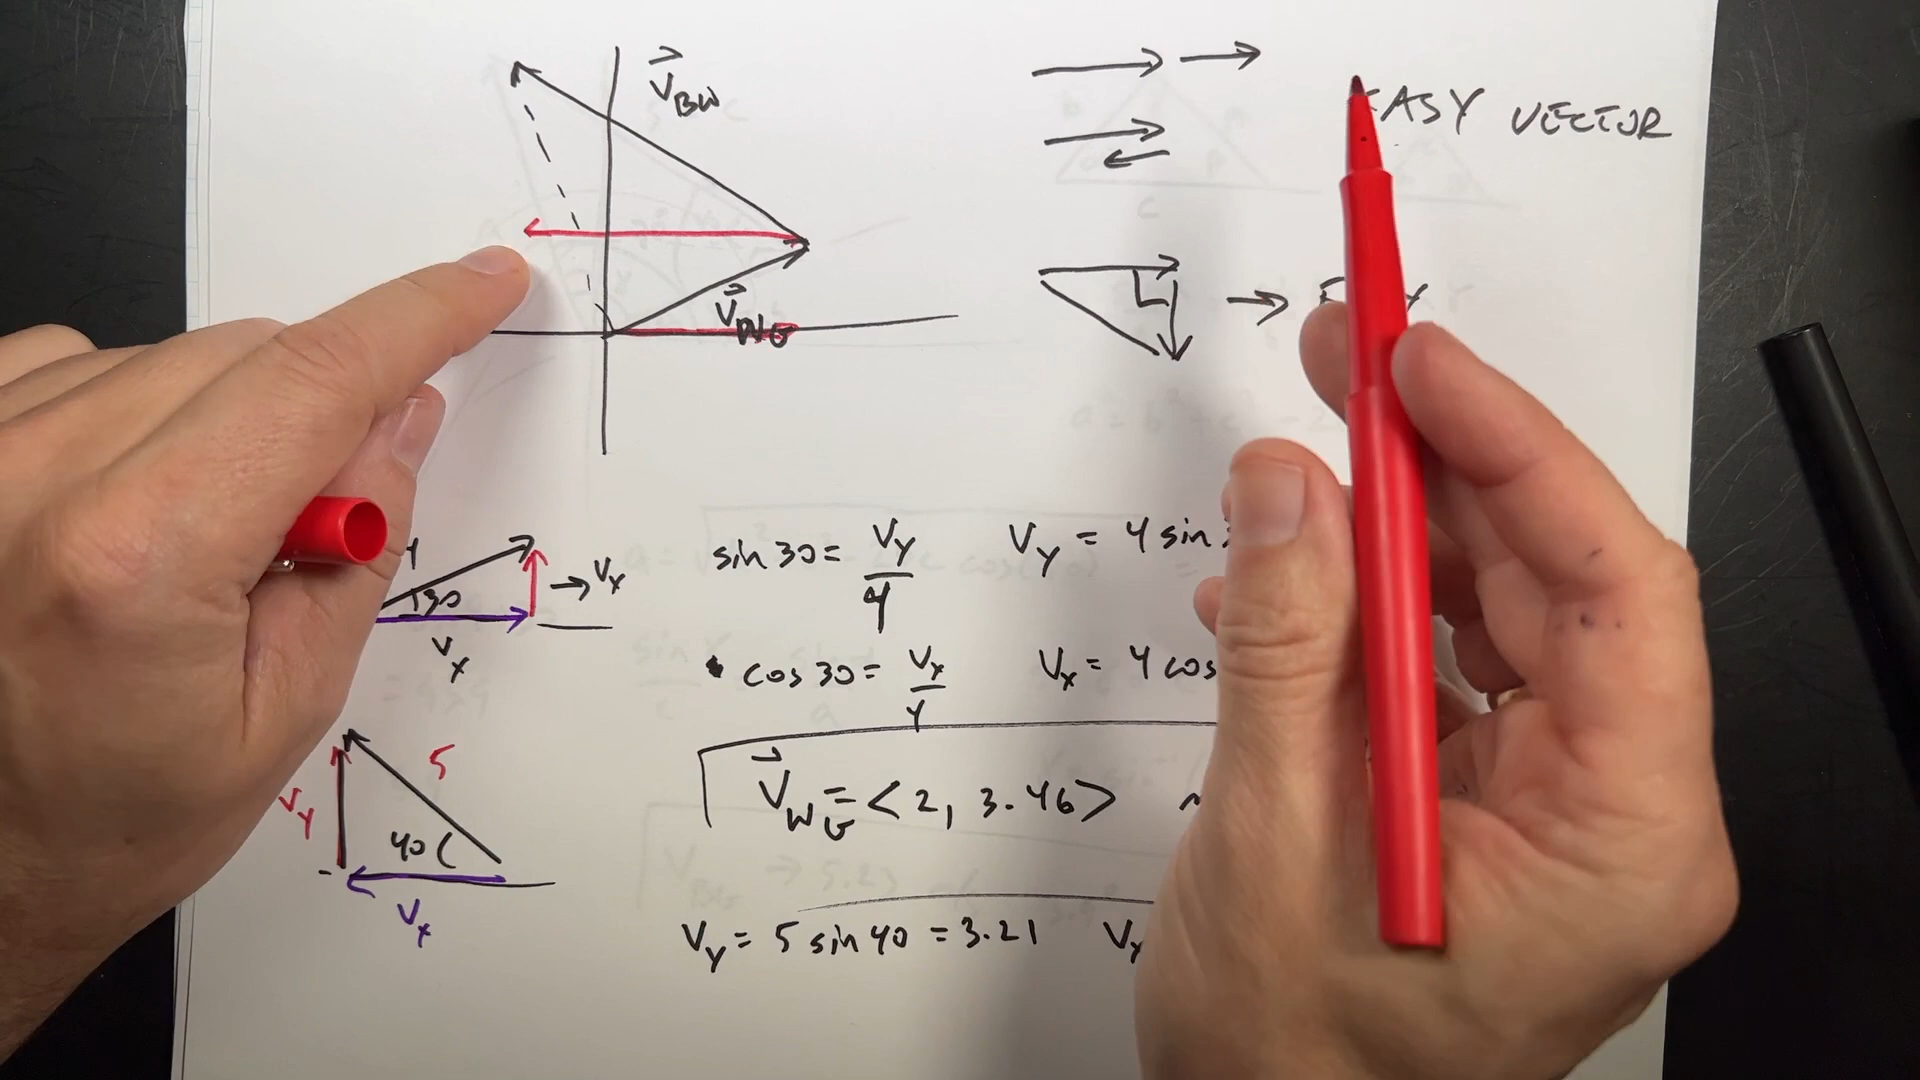 V BW
EASY VECTOR
V WG
30
Vx
Vx
sin 30 = Vy/4 Vy = 4 sin
cos 30 = Vx/4 Vx = 4 cos
5
Vy
40
Vx
V WG = <2, 3.46>
Vy = 5 sin 40 = 3.21 Vx